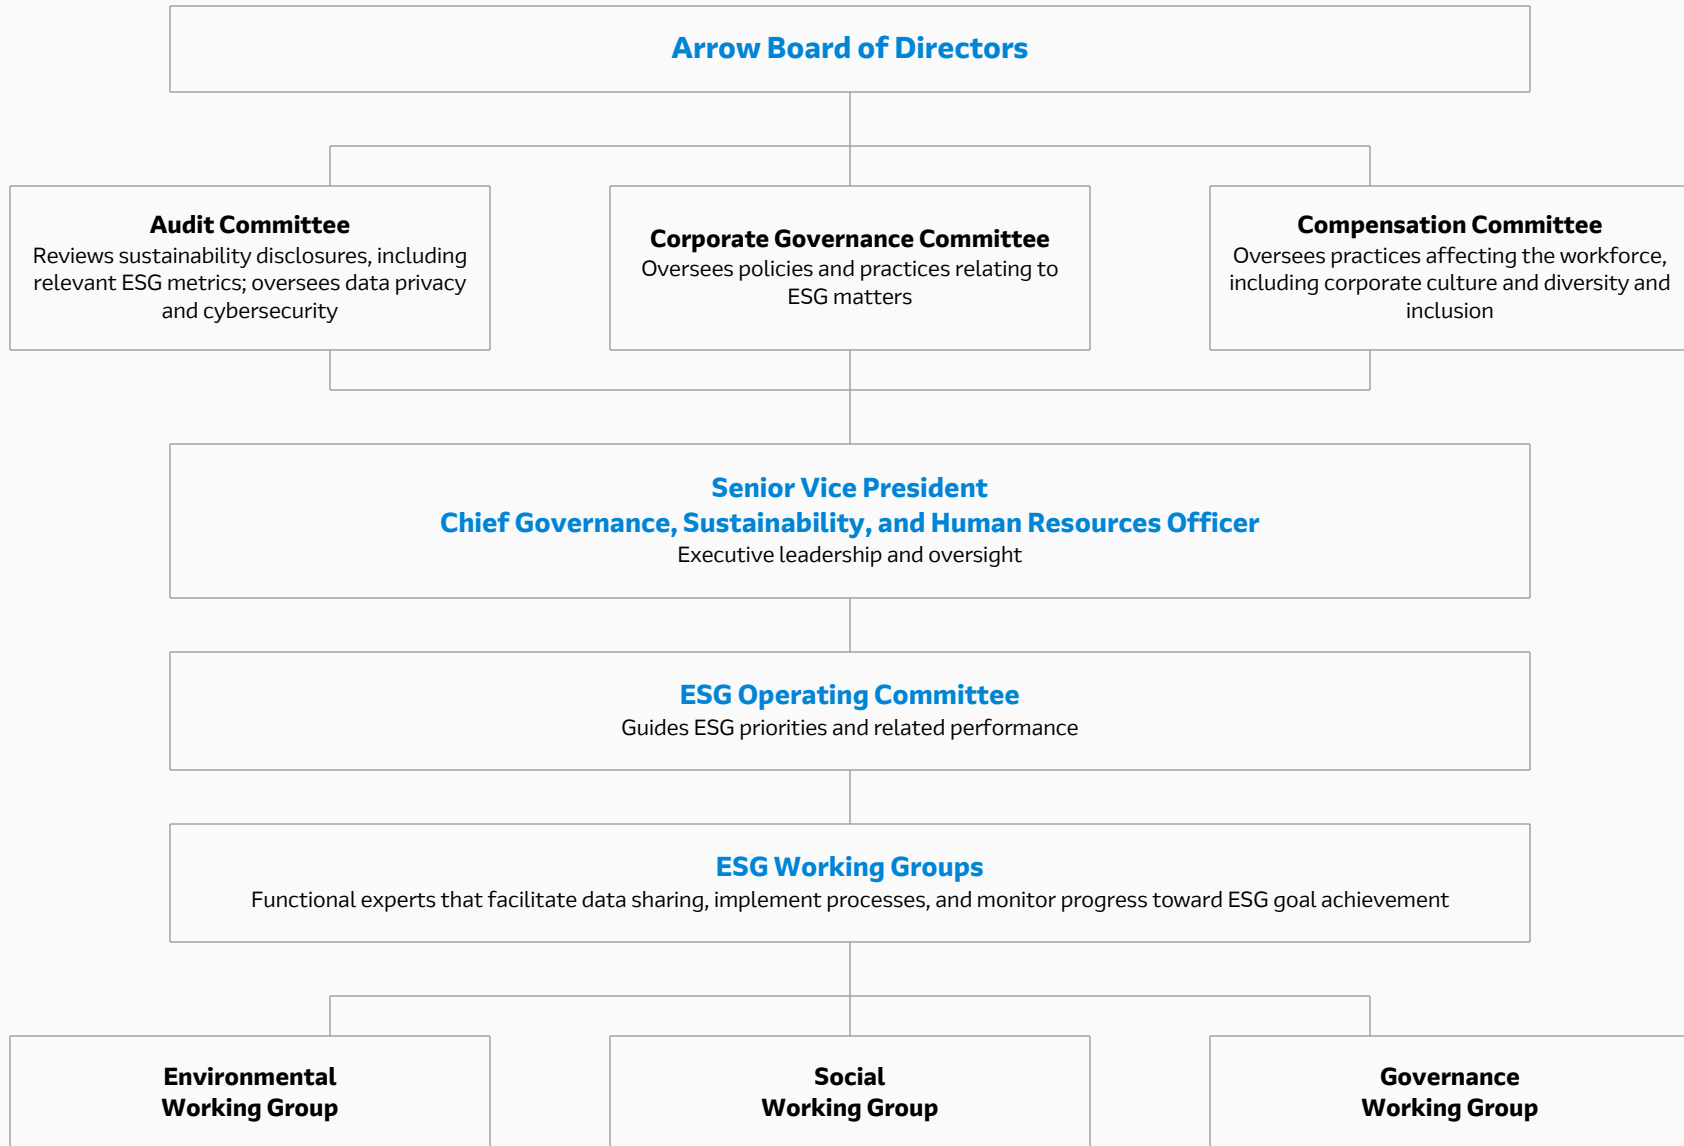 Arrow Board of Directors
Audit Committee
Reviews sustainability disclosures, including
relevant ESG metrics; oversees data privacy
and cybersecurity
Corporate Governance Committee
Oversees policies and practices relating to
ESG matters
Compensation Committee
Oversees practices affecting the workforce,
including corporate culture and diversity and
inclusion
Senior Vice President
Chief Governance, Sustainability, and Human Resources Officer
Executive leadership and oversight
ESG Operating Committee
Guides ESG priorities and related performance
ESG Working Groups
Functional experts that facilitate data sharing, implement processes, and monitor progress toward ESG goal achievement
Environmental
Working Group
Social
Working Group
Governance
Working Group